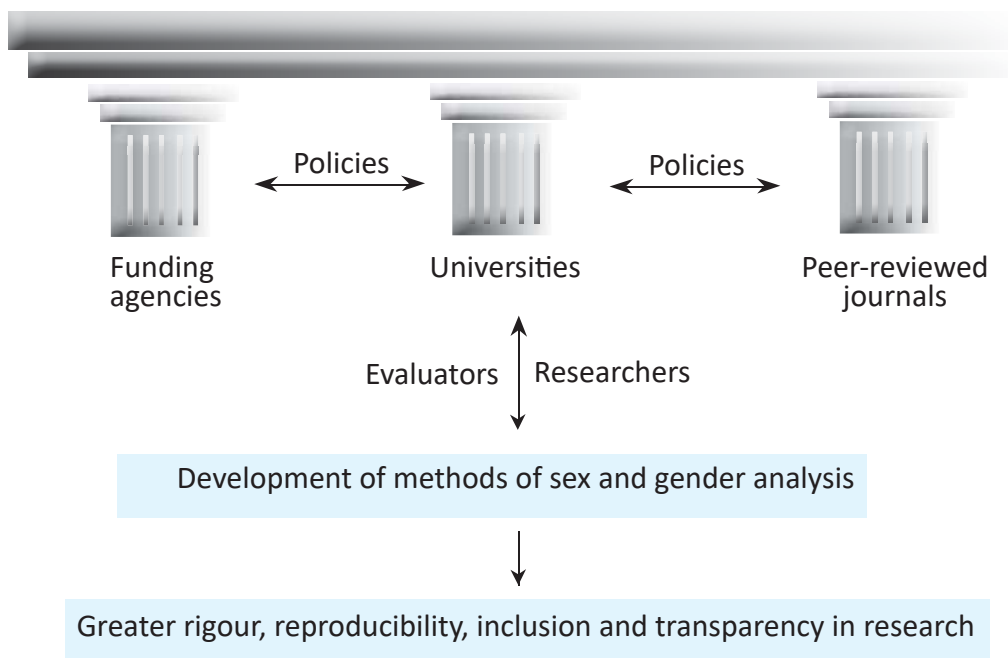 Policies
Policies
Funding
agencies
Universities
Peer-reviewed
journals
Evaluators
Researchers
Development of methods of sex and gender analysis
Greater rigour, reproducibility, inclusion and transparency in research